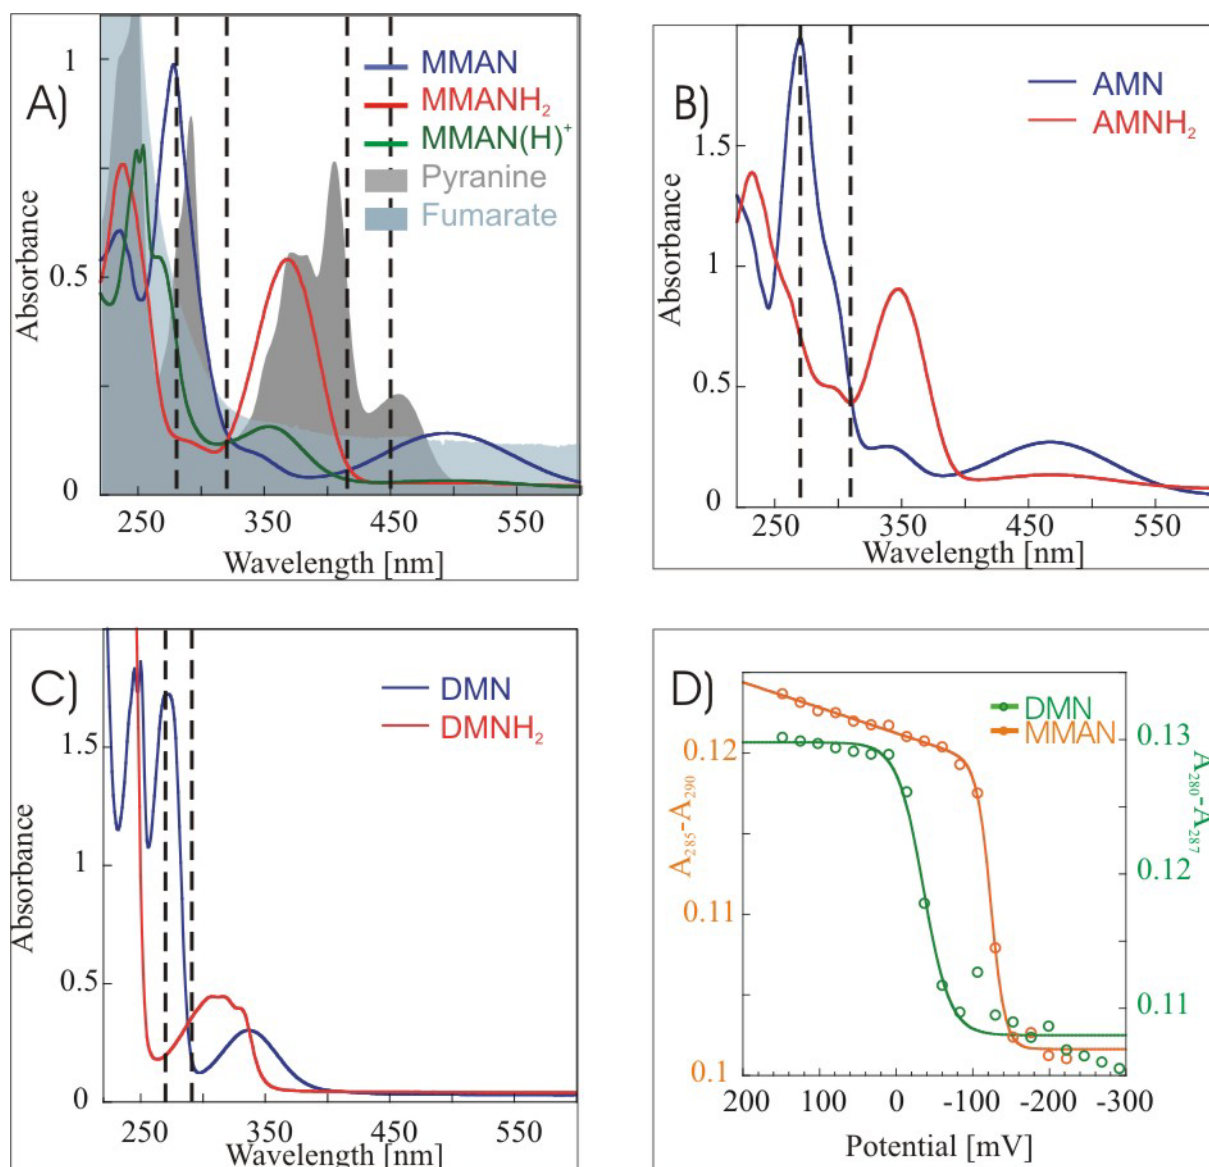 A)
1
0.5
0
Absorbance
250 350 450 550
Wavelength [nm]
MMAN
MMANH₂
MMAN(H)⁺
Pyranine
Fumarate
B)
1.5
1
0.5
0
Absorbance
250 350 450 550
Wavelength [nm]
AMN
AMNH₂
C)
1.5
1
0.5
0
Absorbance
250 350 450 550
Wavelength [nm]
DMN
DMNH₂
D)
DMN
MMAN
0.12
0.11
0.1
A₂₈₅-A₂₉₀
0.13
0.12
0.11
A₂₈₀-A₂₈₇
200 100 0 -100 -200 -300
Potential [mV]